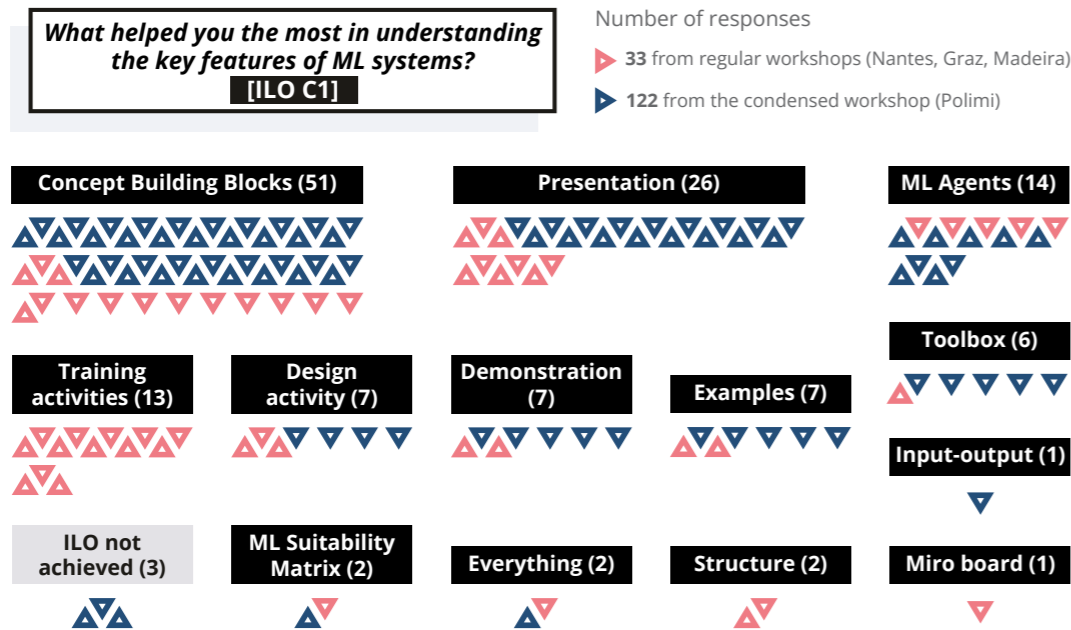 What helped you the most in understanding
the key features of ML systems?
[ILO C1]
Number of responses
33 from regular workshops (Nantes, Graz, Madeira)
122 from the condensed workshop (Polimi)
Concept Building Blocks (51)
Presentation (26)
ML Agents (14)
Toolbox (6)
Training
activities (13)
Design
activity (7)
Demonstration
(7)
Examples (7)
Input-output (1)
ILO not
achieved (3)
ML Suitability
Matrix (2)
Everything (2)
Structure (2)
Miro board (1)